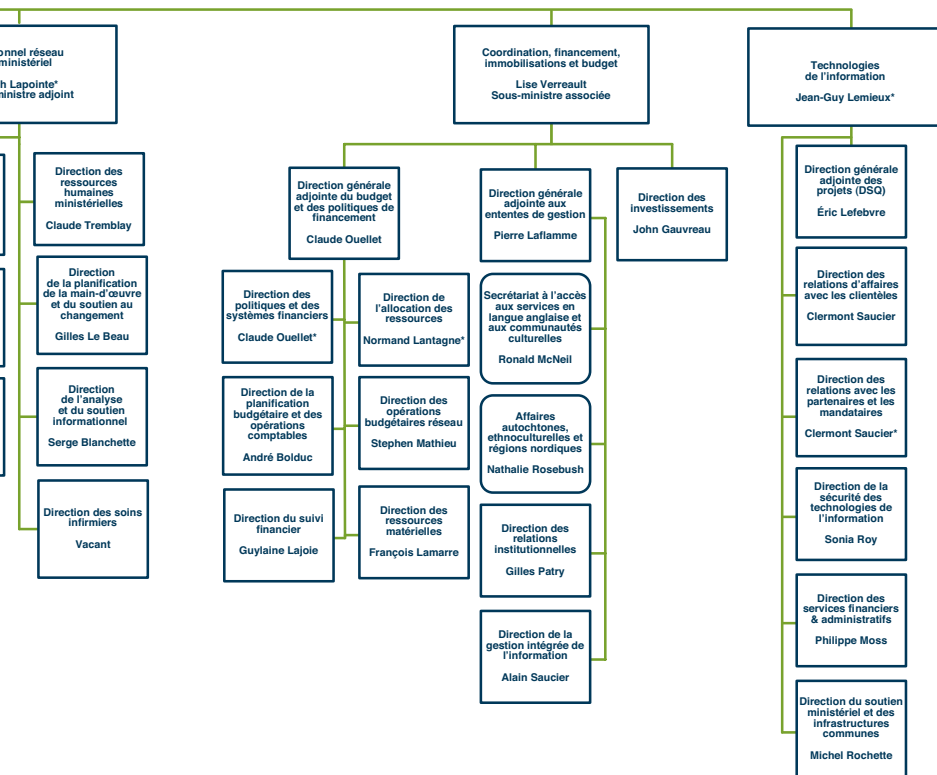 réseau
Lapointe*
adjoint
Direction des
ressources
humaines
ministérielles
Claude Tremblay
Direction
de la planification
de la main-d'œuvre
et du soutien au
changement
Gilles Le Beau
Direction
de l'analyse
et du soutien
informationnel
Serge Blanchette
Direction des soins
infirmiers
Vacant
Coordination, financement,
immobilisations et budget
Lise Verreault
Sous-ministre associée
Direction générale
adjointe du budget
et des politiques de
financement
Claude Ouellet
Direction des
politiques et des
systèmes financiers
Claude Ouellet*
Direction de
l'allocation des
ressources
Normand Lantagne*
Direction de la
planification
budgétaire et des
opérations
comptables
André Bolduc
Direction des
opérations
budgétaires réseau
Stephen Mathieu
Direction du suivi
financier
Guylaine Lajoie
Direction des
ressources
matérielles
François Lamarre
Direction générale
adjointe aux
ententes de gestion
Pierre Laflamme
Secrétariat à l'accès
aux services en
langue anglaise et
aux communautés
culturelles
Ronald McNeil
Affaires
autochtones,
ethnoculturelles et
régions nordiques
Nathalie Rosebush
Direction des
relations
institutionnelles
Gilles Patry
Direction de la
gestion intégrée de
l'information
Alain Saucier
Direction des
investissements
John Gauvreau
Technologies
de l'information
Jean-Guy Lemieux*
Direction générale
adjointe des
projets (DSQ)
Éric Lefebvre
Direction des
relations d'affaires
avec les clientèles
Clermont Saucier
Direction des
relations avec les
partenaires et les
mandataires
Clermont Saucier*
Direction de la
sécurité des
technologies de
l'information
Sonia Roy
Direction des
services financiers
& administratifs
Philippe Moss
Direction du soutien
ministériel et des
infrastructures
communes
Michel Rochette